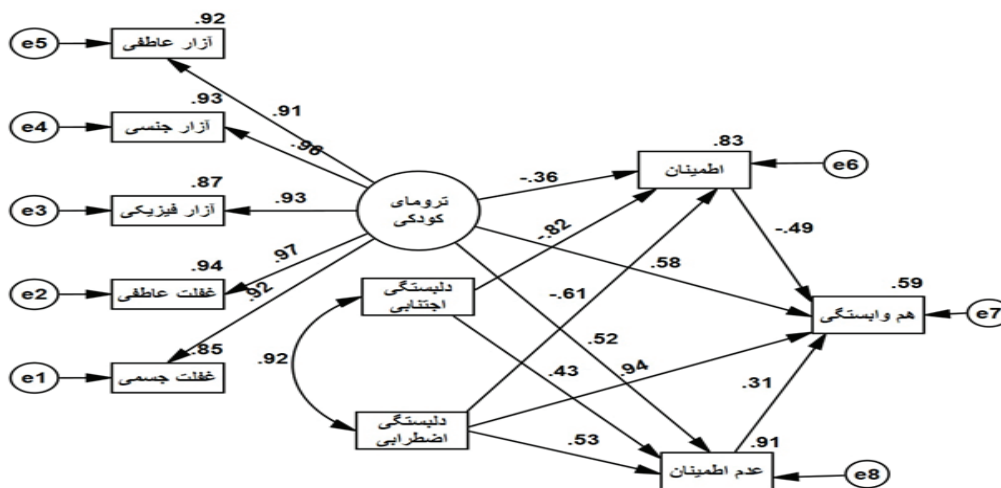 .92
e5
آزار عاطفی
.91
.93
e4
آزار جنسی
.96
.87
e3
آزار فیزیکی
.93
.94
e2
غفلت عاطفی
.97
.85
e1
غفلت جسمی
.92
ترومای
کودکی
دلبستگی
اجتنابی
.92
دلبستگی
اضطرابی
-.36
-.82
-.61
.58
.52
.43
.94
.53
.83
اطمینان
e6
-.49
.59
هم وابستگی
e7
.31
.91
عدم اطمینان
e8